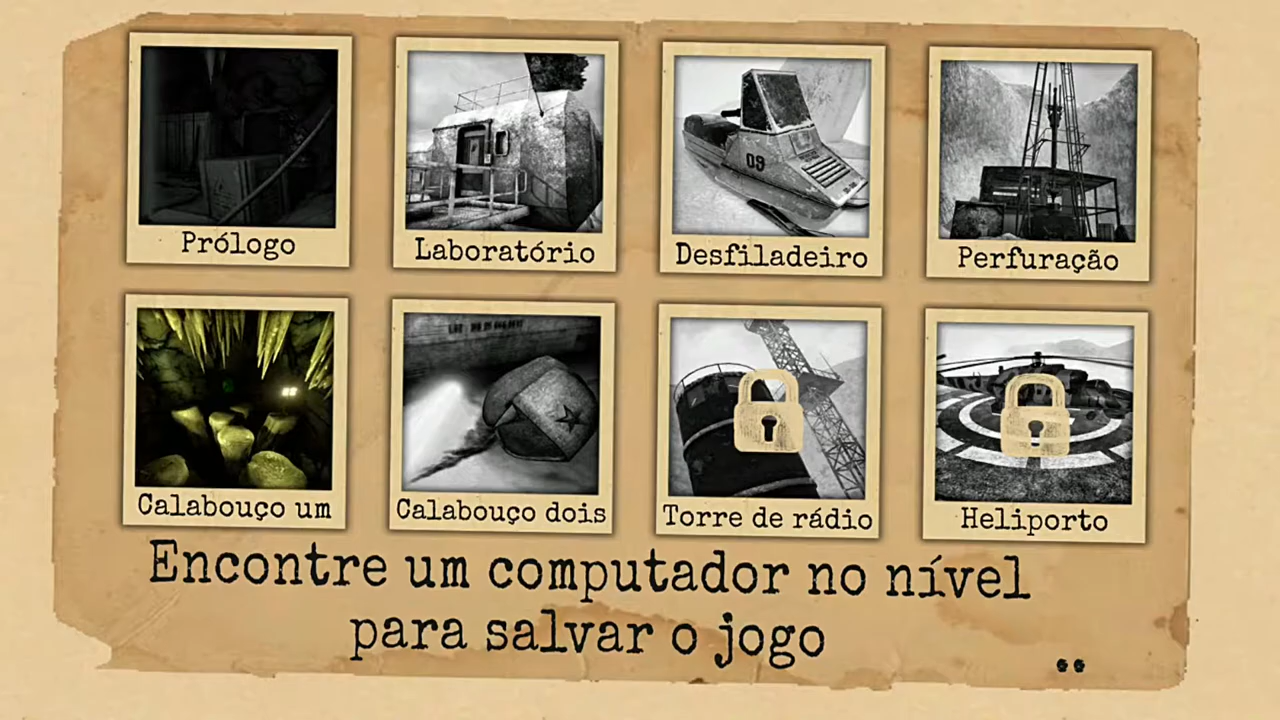 Prólogo
Laboratório
09
Desfiladeiro
Perfuração
Calabouço um
Calabouço dois
Torre de rádio
Heliporto
Encontre um computador no nível
para salvar o jogo